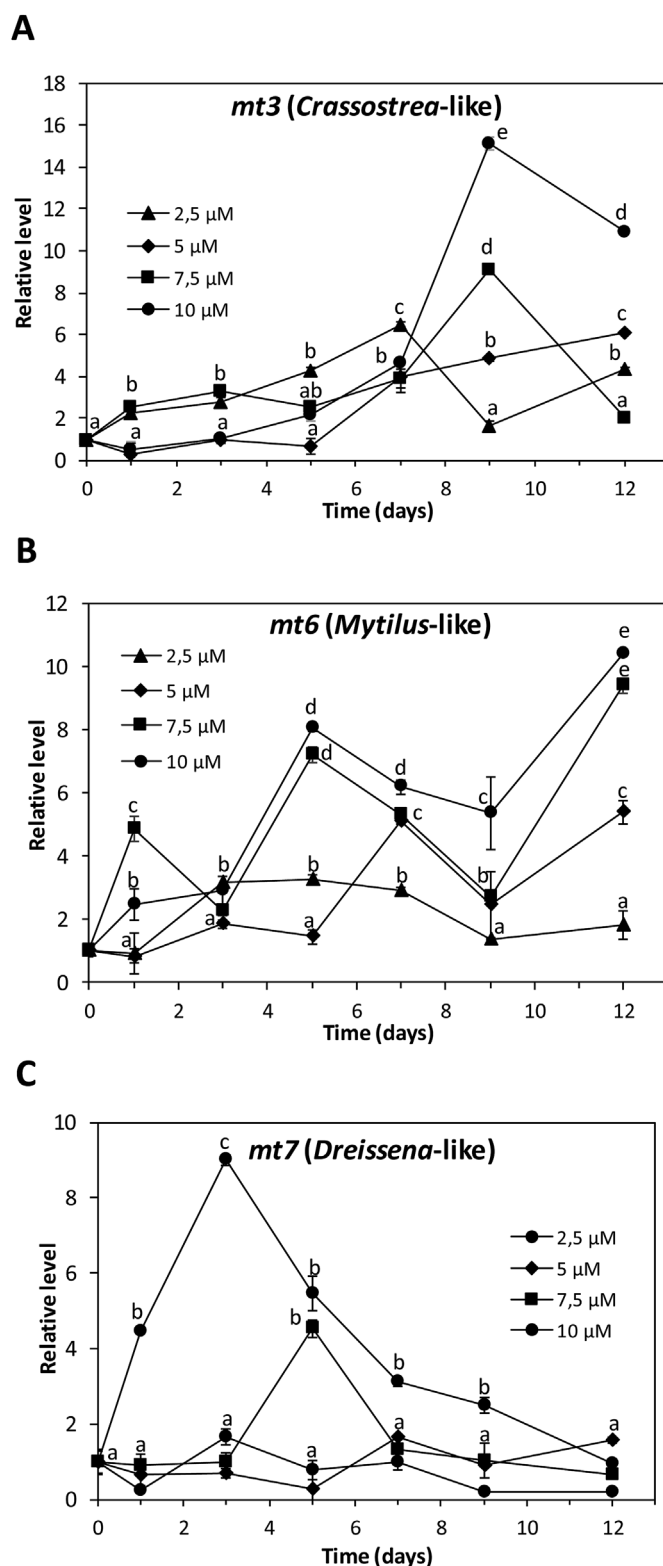 A
mt3 (Crassostrea-like)
18
16
14
12
10
8
6
4
2
0
Relative level
2,5 µM
5 µM
7,5 µM
10 µM
a
b
a
b
a
b
ab
a
c
b
e
d
b
a
d
c
b
a
0 2 4 6 8 10 12
Time (days)
B
mt6 (Mytilus-like)
12
10
8
6
4
2
0
Relative level
2,5 µM
5 µM
7,5 µM
10 µM
c
b
a
b
a
d
d
b
a
d
c
b
c
b
a
e
e
c
a
0 2 4 6 8 10 12
Time (days)
C
mt7 (Dreissena-like)
10
8
6
4
2
0
Relative level
2,5 µM
5 µM
7,5 µM
10 µM
a
b
a
c
a
b
b
a
b
a
b
a
a
0 2 4 6 8 10 12
Time (days)